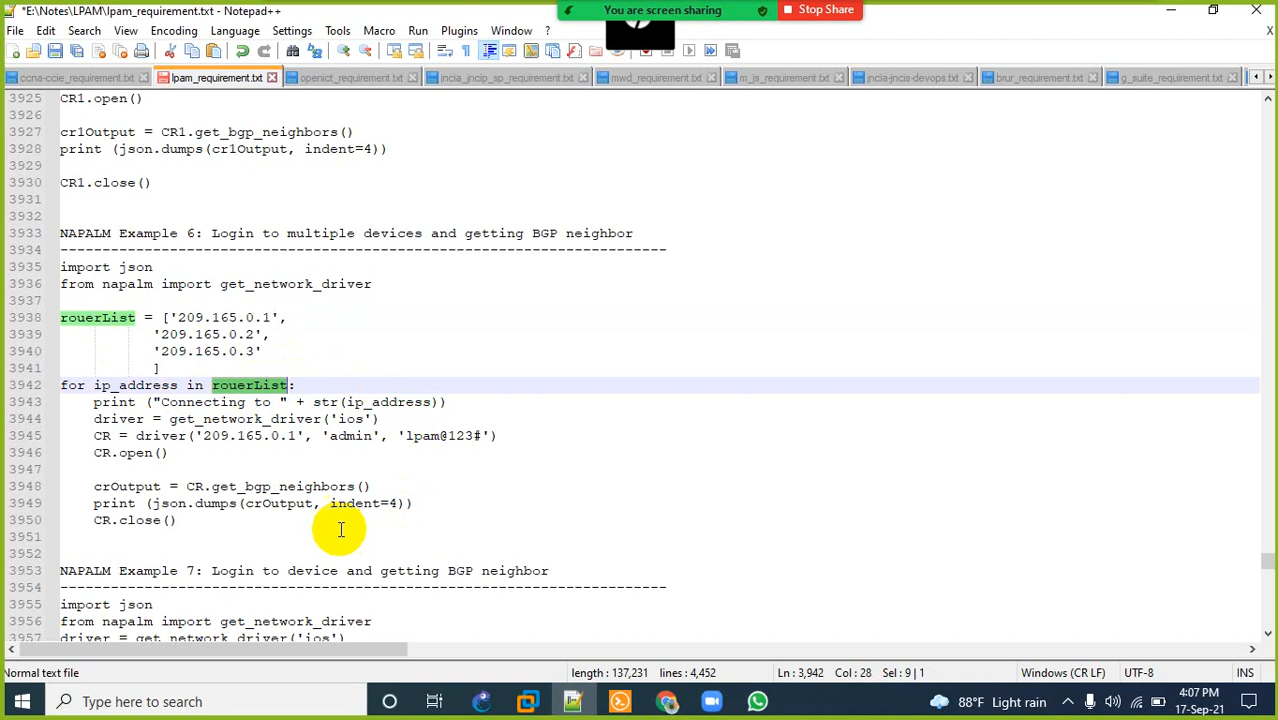 *E:\Notes\LPAM\lpam_requirement.txt - Notepad++
You are screen sharing
Stop Share
File Edit Search View Encoding Language Settings Tools Macro Run Plugins Window ?
X
ccna-ccie_requirement.txt
lpam_requirement.txt
openict_requirement.txt
jncia_jncip_sp_requirement.txt
mwd_requirement.txt
m_js_requirement.txt
jncia-jncis-devops.txt
brur_requirement.txt
g_suite_requirement.txt
3925 CR1.open()
3926
3927 cr1Output = CR1.get_bgp_neighbors()
3928 print (json.dumps(cr1Output, indent=4))
3929
3930 CR1.close()
3931
3932
3933 NAPALM Example 6: Login to multiple devices and getting BGP neighbor
3934 ------------------------------------------------------------------------
3935 import json
3936 from napalm import get_network_driver
3937
3938 rouerList = ['209.165.0.1',
3939 '209.165.0.2',
3940 '209.165.0.3'
3941 ]
3942 for ip_address in rouerList:
3943 print ("Connecting to " + str(ip_address))
3944 driver = get_network_driver('ios')
3945 CR = driver('209.165.0.1', 'admin', 'lpam@123#')
3946 CR.open()
3947
3948 crOutput = CR.get_bgp_neighbors()
3949 print (json.dumps(crOutput, indent=4))
3950 CR.close()
3951
3952
3953 NAPALM Example 7: Login to device and getting BGP neighbor
3954 ------------------------------------------------------------------------
3955 import json
3956 from napalm import get_network_driver
3957 driver = get_network_driver('ios')
Normal text file
length : 137,231 lines : 4,452
Ln : 3,942 Col : 28 Sel : 9 | 1
Windows (CR LF)
UTF-8
INS
Type here to search
88°F Light rain
4:07 PM
17-Sep-21